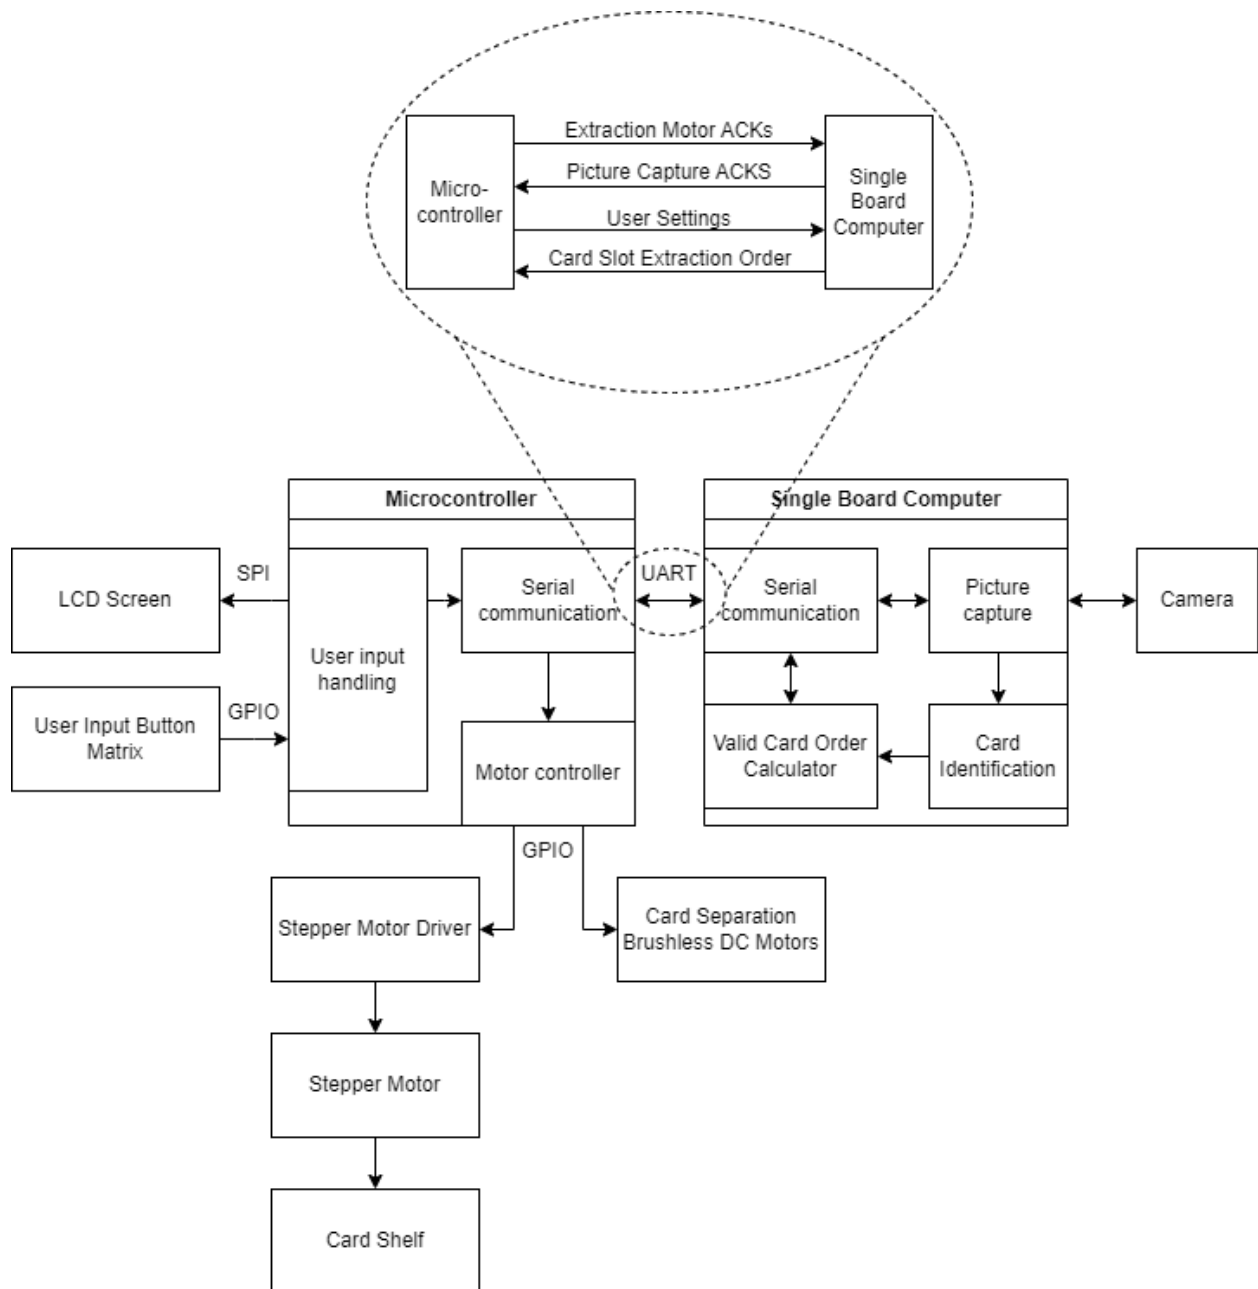 Extraction Motor ACKs
Picture Capture ACKS
Micro-
controller
User Settings
Single
Board
Computer
Card Slot Extraction Order
Microcontroller
Single Board Computer
LCD Screen
SPI
User input
handling
Serial
communication
UART
Serial
communication
Picture
capture
Camera
User Input Button
Matrix
GPIO
Motor controller
Valid Card Order
Calculator
Card
Identification
GPIO
Stepper Motor Driver
Card Separation
Brushless DC Motors
Stepper Motor
Card Shelf